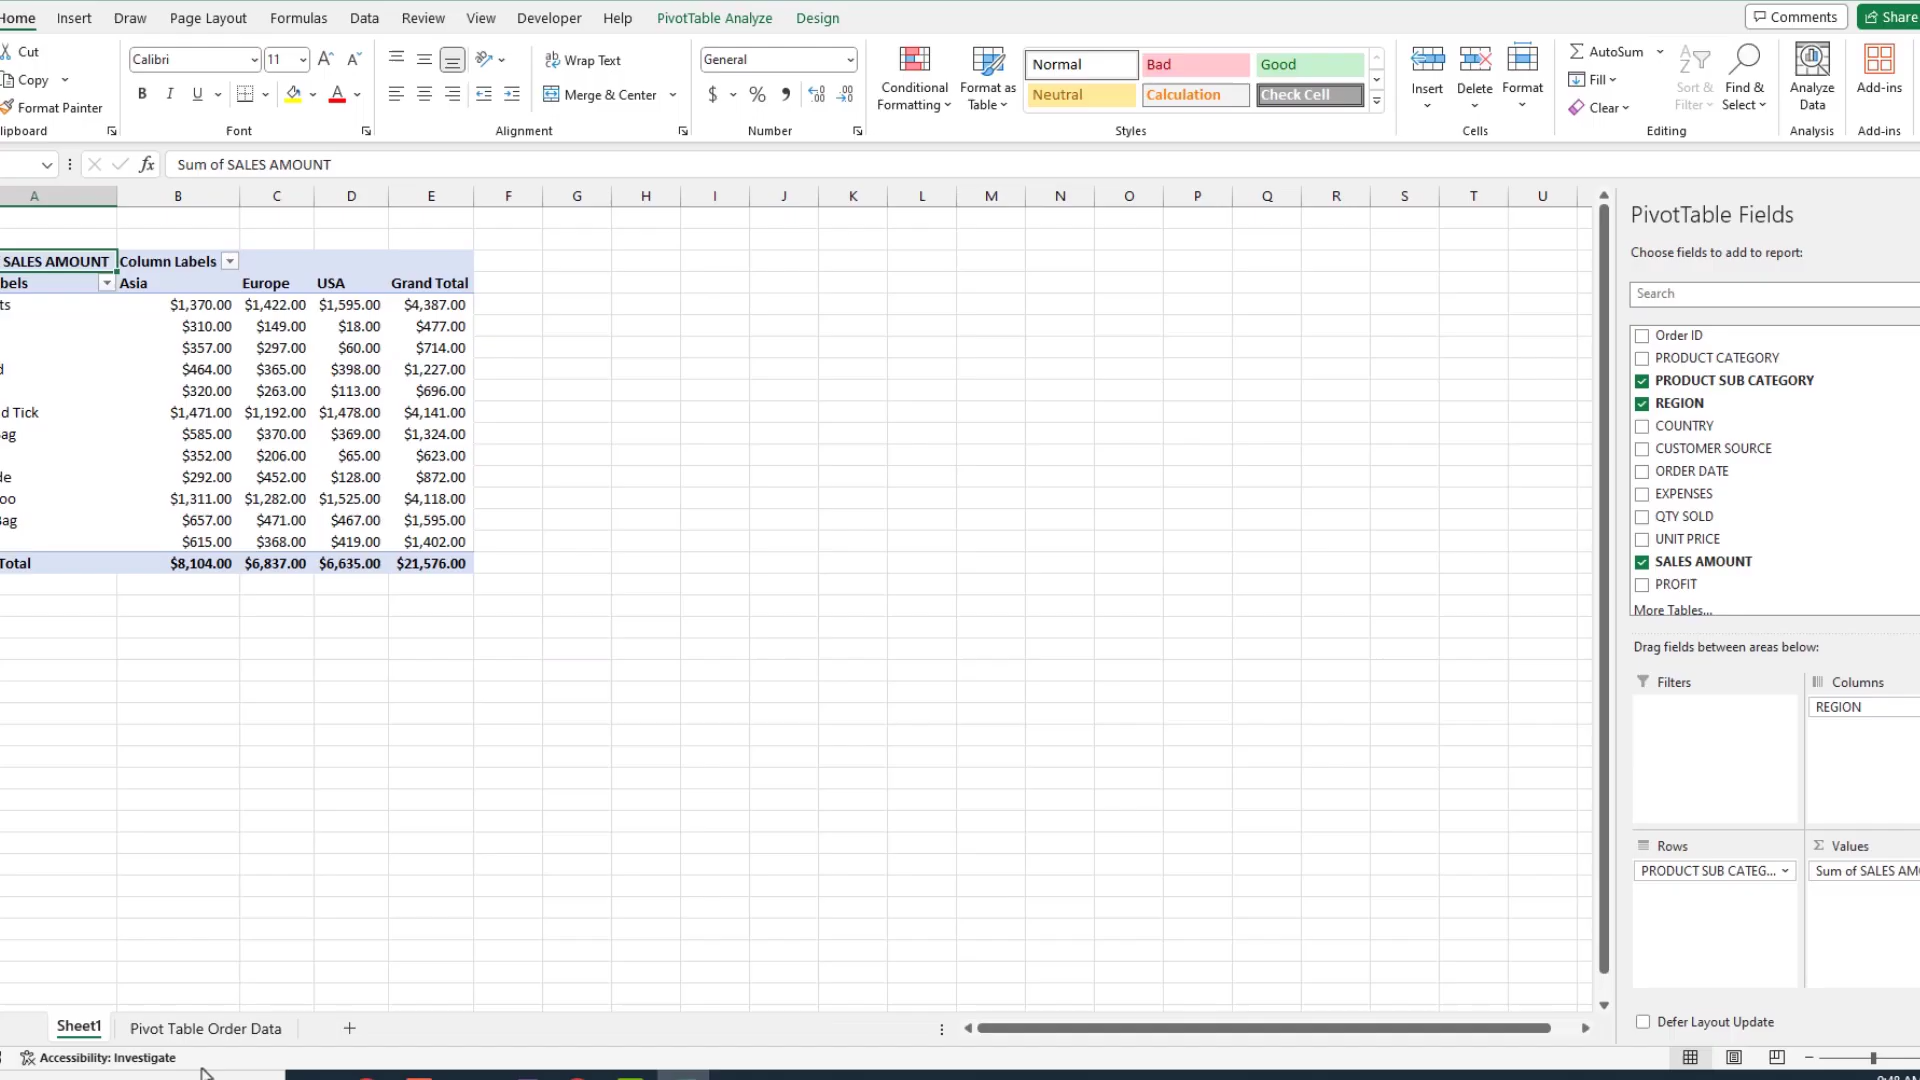 Home Insert Draw Page Layout Formulas Data Review View Developer Help PivotTable Analyze Design Comments Share
Cut
Copy
Format Painter
lipboard
Calibri 11
B I U A
Font
Wrap Text
Merge & Center
Alignment
General
$ % 9
Number
Conditional Formatting
Format as Table
Normal Bad Good
Neutral Calculation Check Cell
Styles
Insert Delete Format
Cells
AutoSum
Fill
Clear
Sort & Filter
Find & Select
Editing
Analyze Data
Analysis
Add-ins
Add-ins
fx Sum of SALES AMOUNT
A B C D E F G H I J K L M N O P Q R S T U
SALES AMOUNT Column Labels
bels Asia Europe USA Grand Total
ts $1,370.00 $1,422.00 $1,595.00 $4,387.00
$310.00 $149.00 $18.00 $477.00
$357.00 $297.00 $60.00 $714.00
d $464.00 $365.00 $398.00 $1,227.00
$320.00 $263.00 $113.00 $696.00
d Tick $1,471.00 $1,192.00 $1,478.00 $4,141.00
ag $585.00 $370.00 $369.00 $1,324.00
$352.00 $206.00 $65.00 $623.00
de $292.00 $452.00 $128.00 $872.00
oo $1,311.00 $1,282.00 $1,525.00 $4,118.00
Bag $657.00 $471.00 $467.00 $1,595.00
$615.00 $368.00 $419.00 $1,402.00
Total $8,104.00 $6,837.00 $6,635.00 $21,576.00
PivotTable Fields
Choose fields to add to report:
Search
Order ID
PRODUCT CATEGORY
PRODUCT SUB CATEGORY
REGION
COUNTRY
CUSTOMER SOURCE
ORDER DATE
EXPENSES
QTY SOLD
UNIT PRICE
SALES AMOUNT
PROFIT
More Tables...
Drag fields between areas below:
Filters Columns
REGION
Rows Values
PRODUCT SUB CATEG... Sum of SALES AM
Defer Layout Update
Sheet1 Pivot Table Order Data
Accessibility: Investigate